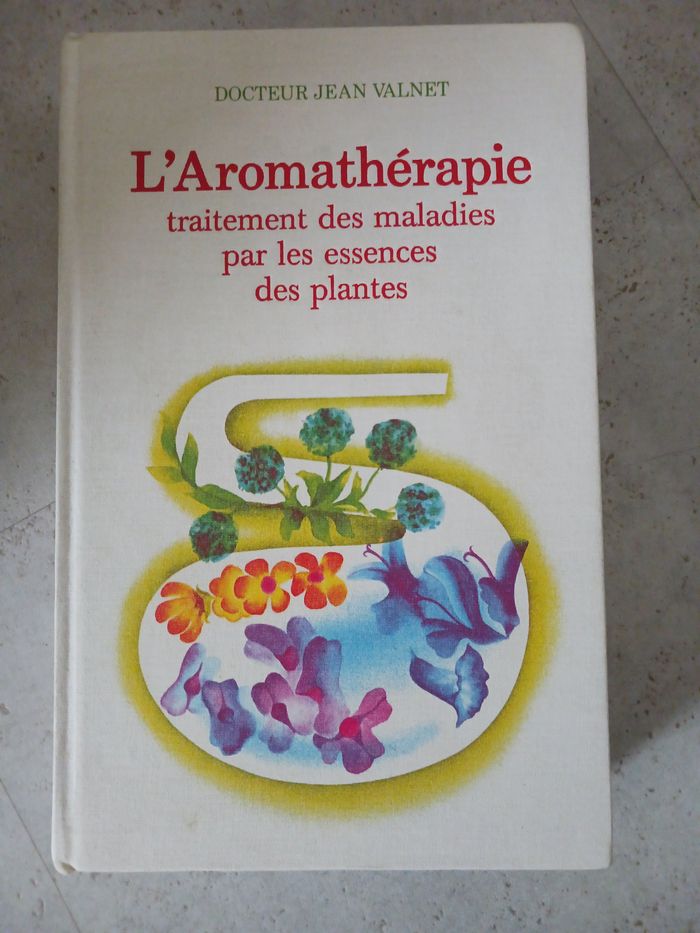 DOCTEUR JEAN VALNET
L'Aromathérapie
traitement des maladies
par les essences
des plantes